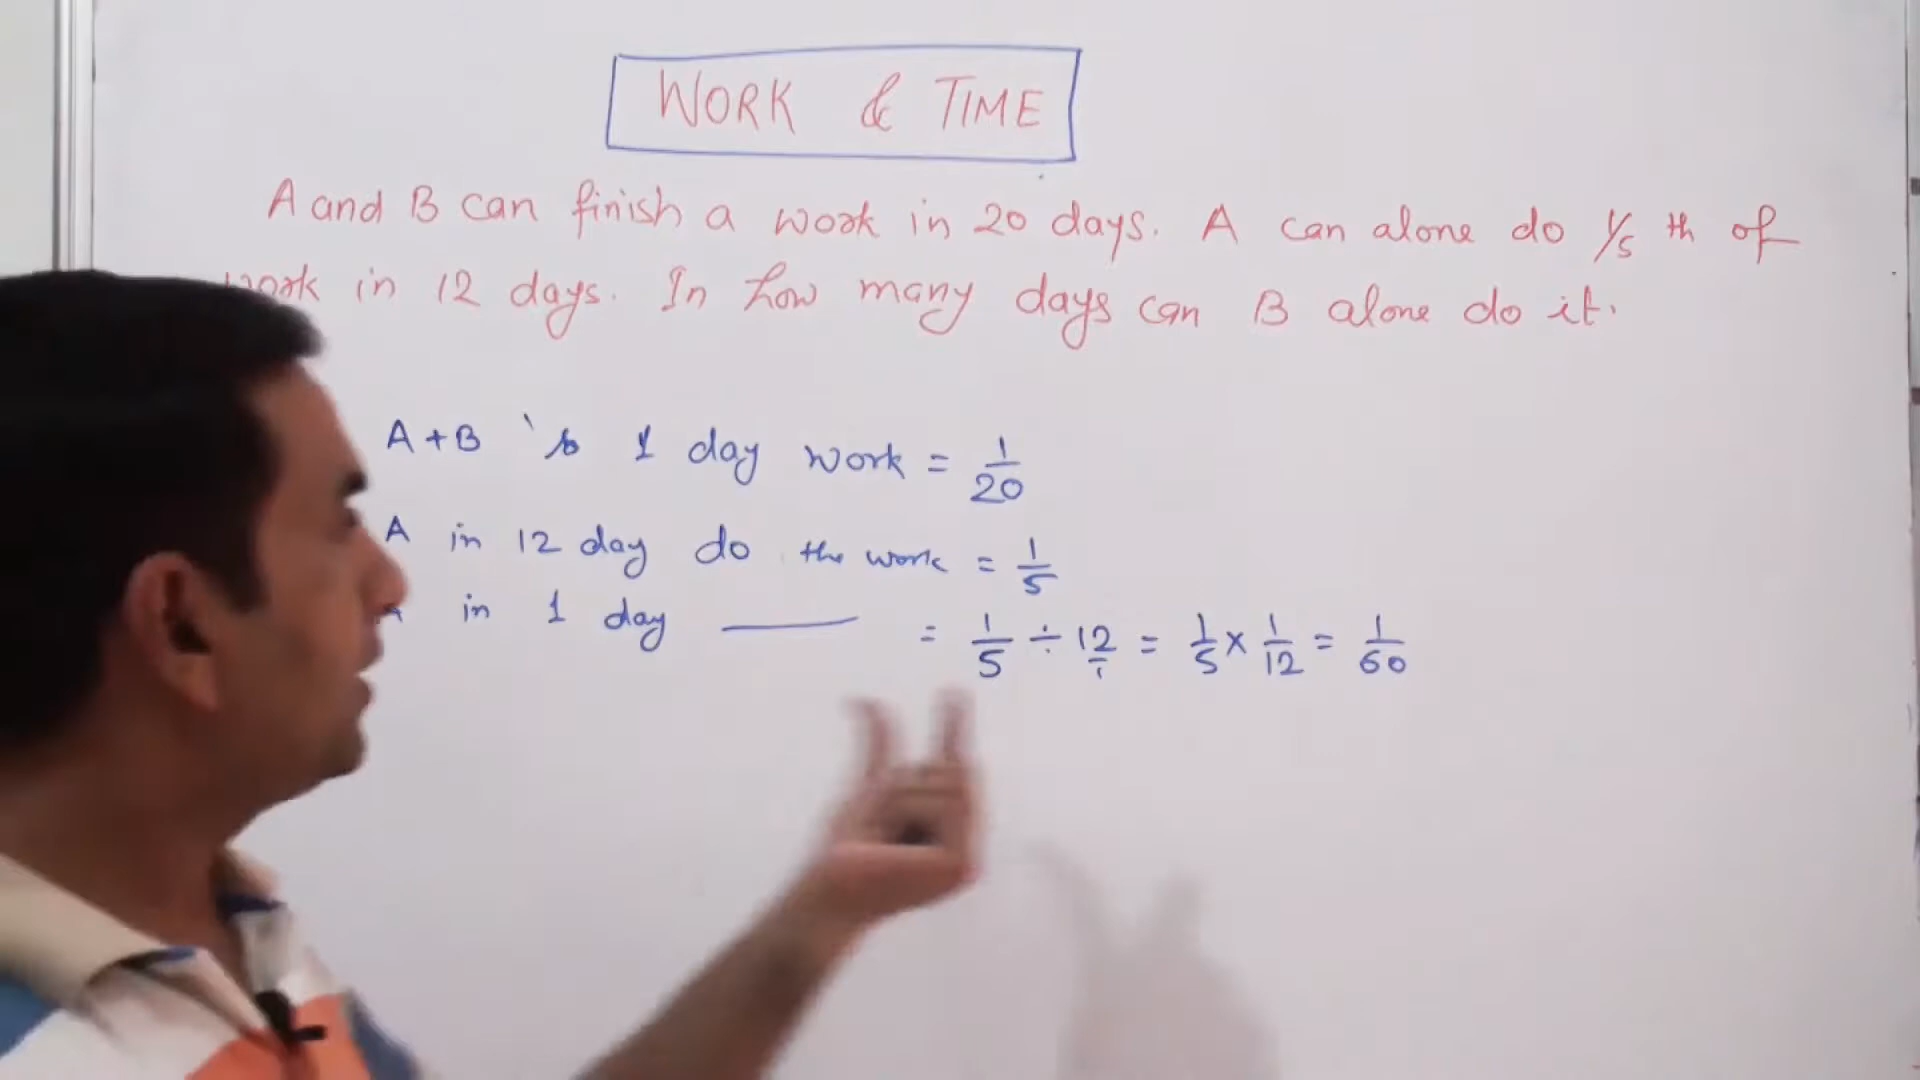 WORK & TIME
A and B can finish a work in 20 days. A can alone do 1/5 th of
work in 12 days. In how many days can B alone do it.
A+B 's 1 day work = 1/20
A in 12 day do the work = 1/5
A in 1 day —— = 1/5 ÷ 12/1 = 1/5 × 1/12 = 1/60